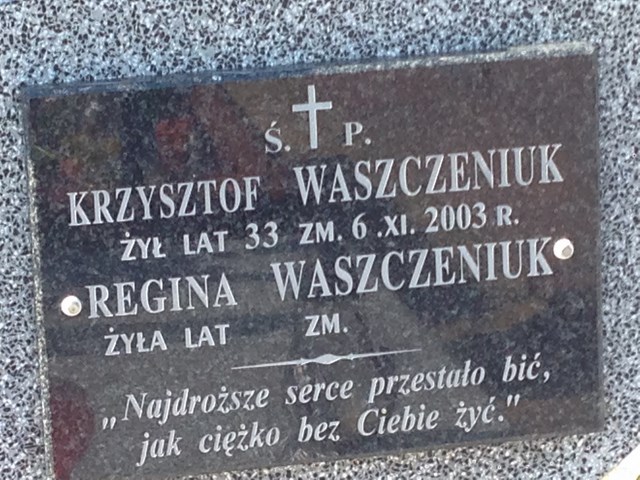 Ś. P.
KRZYSZTOF WASZCZENIUK
ŻYŁ LAT 33 ZM. 6 .XI. 2003 R.
REGINA WASZCZENIUK
ŻYŁA LAT ZM.
„Najdroższe serce przestało bić,
jak ciężko bez Ciebie żyć."